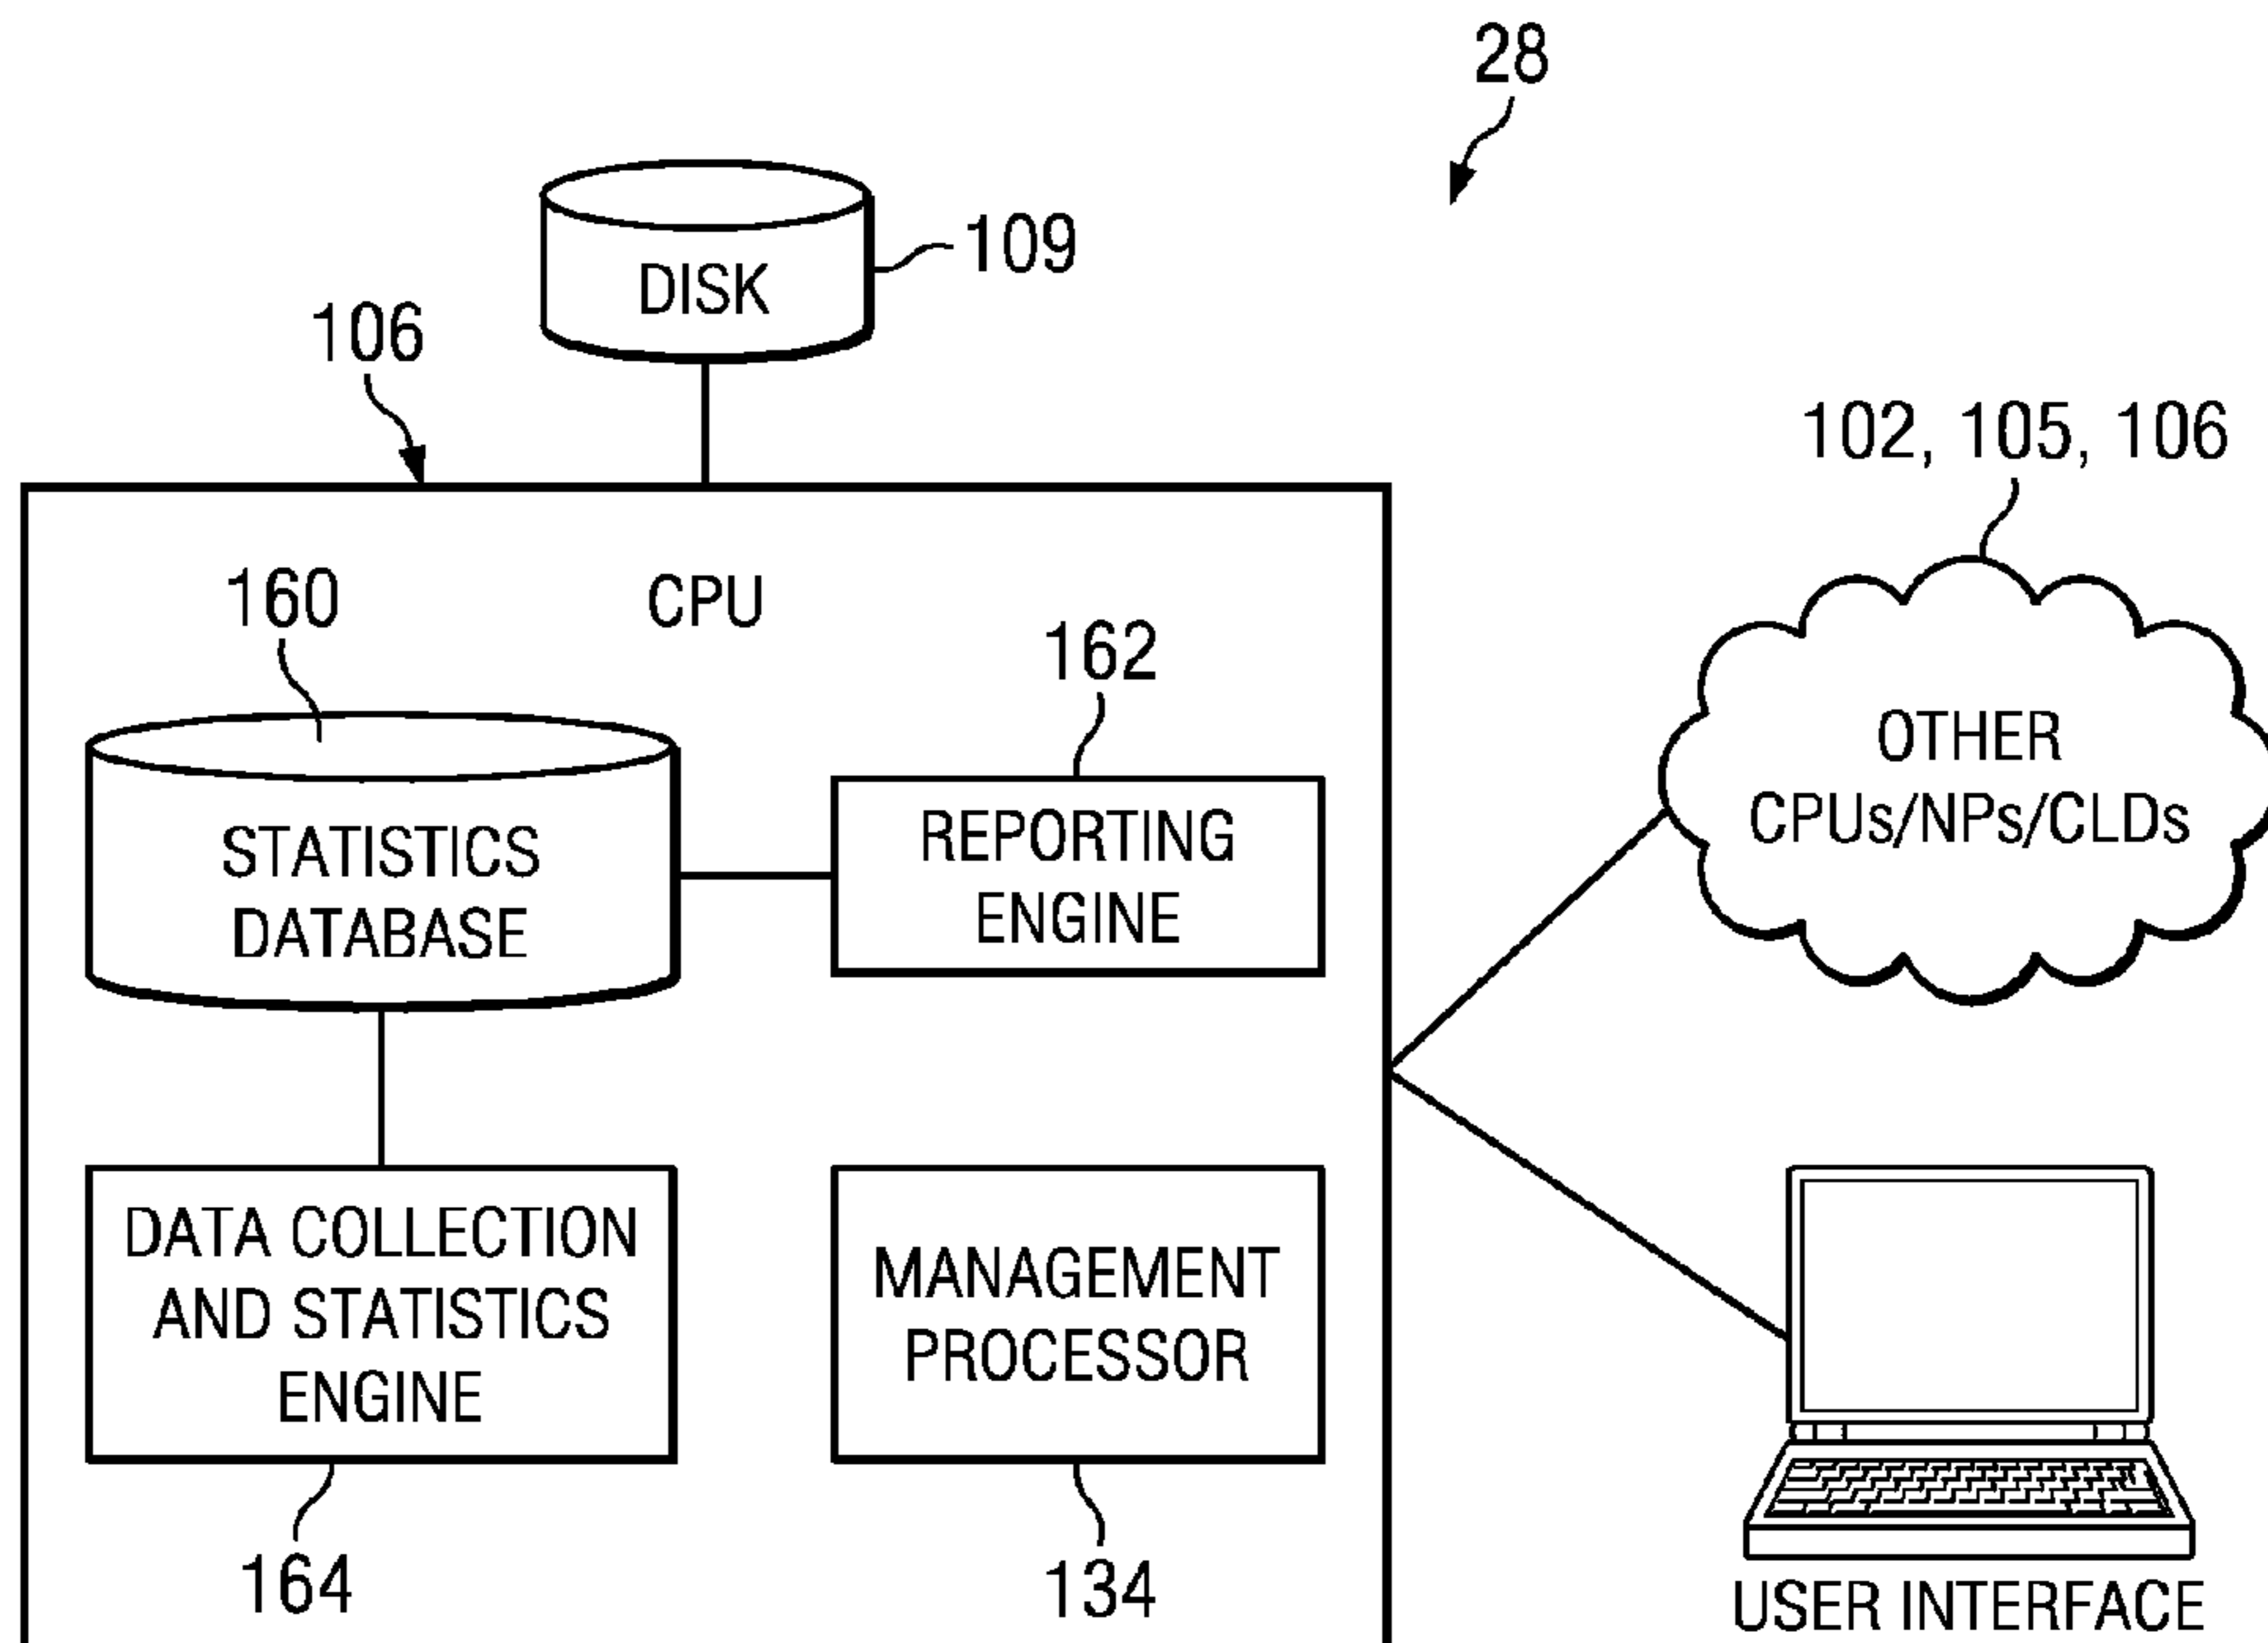 28
DISK
109
106
102, 105, 106
CPU
160
162
STATISTICS
DATABASE
REPORTING
ENGINE
OTHER
CPUs/NPs/CLDs
DATA COLLECTION
AND STATISTICS
ENGINE
MANAGEMENT
PROCESSOR
164
134
USER INTERFACE